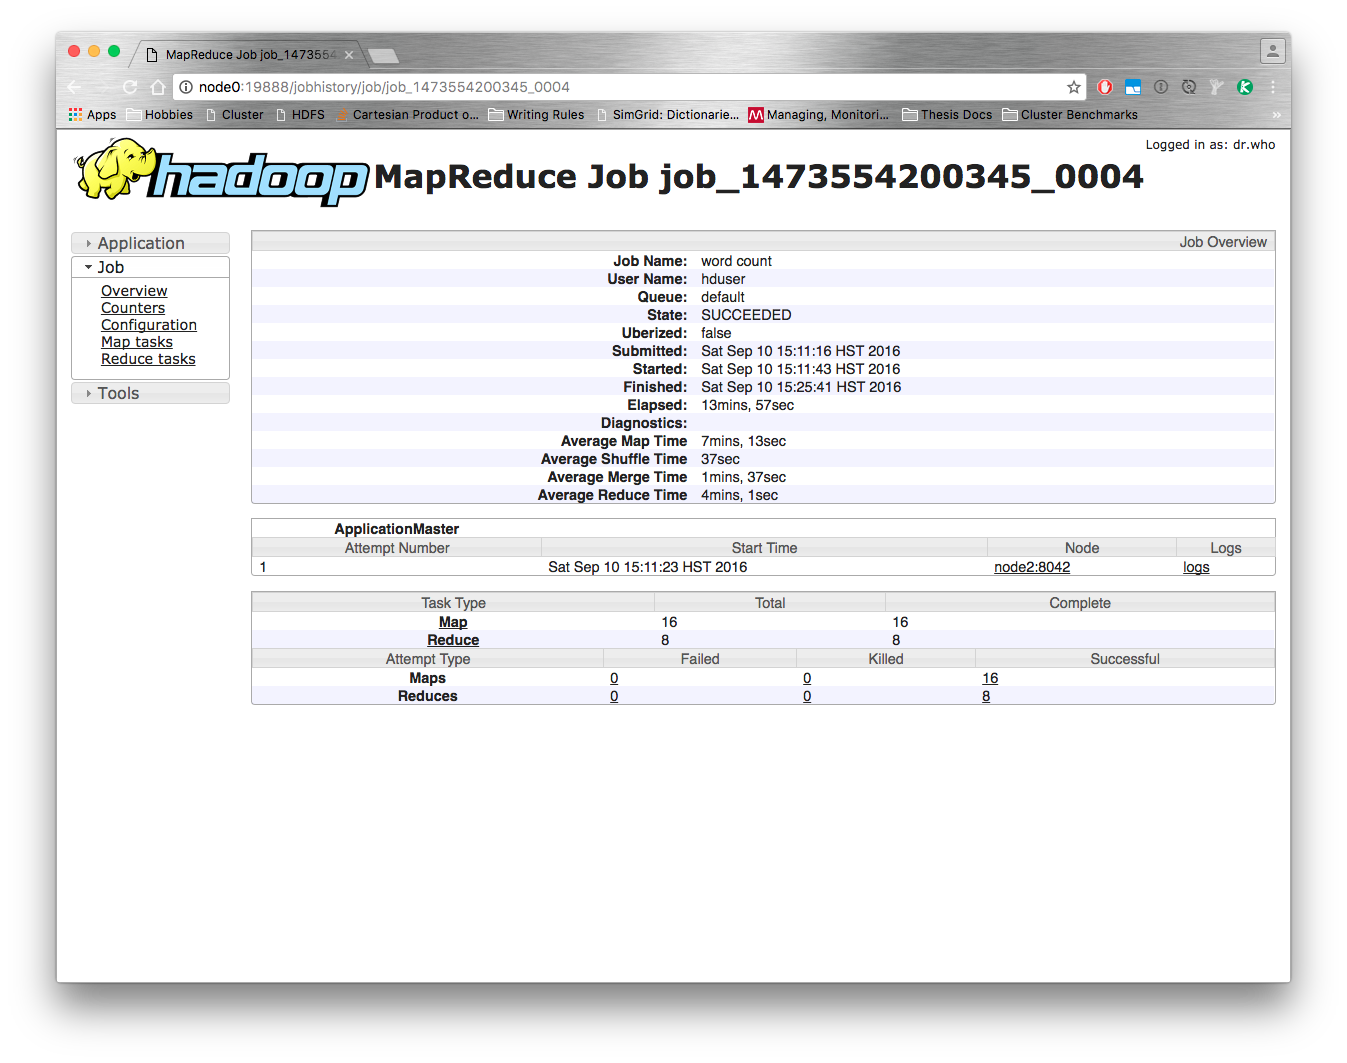 MapReduce Job job_1473554
node0:19888/jobhistory/job/job_1473554200345_0004
Apps Hobbies Cluster HDFS Cartesian Product o... Writing Rules SimGrid: Dictionarie... Managing, Monitori... Thesis Docs Cluster Benchmarks »
Logged in as: dr.who
hadoop MapReduce Job job_1473554200345_0004
Application
Job
Overview
Counters
Configuration
Map tasks
Reduce tasks
Tools
Job Overview
Job Name: word count
User Name: hduser
Queue: default
State: SUCCEEDED
Uberized: false
Submitted: Sat Sep 10 15:11:16 HST 2016
Started: Sat Sep 10 15:11:43 HST 2016
Finished: Sat Sep 10 15:25:41 HST 2016
Elapsed: 13mins, 57sec
Diagnostics:
Average Map Time 7mins, 13sec
Average Shuffle Time 37sec
Average Merge Time 1mins, 37sec
Average Reduce Time 4mins, 1sec
ApplicationMaster
Attempt Number Start Time Node Logs
1 Sat Sep 10 15:11:23 HST 2016 node2:8042 logs
Task Type Total Complete
Map 16 16
Reduce 8 8
Attempt Type Failed Killed Successful
Maps 0 0 16
Reduces 0 0 8